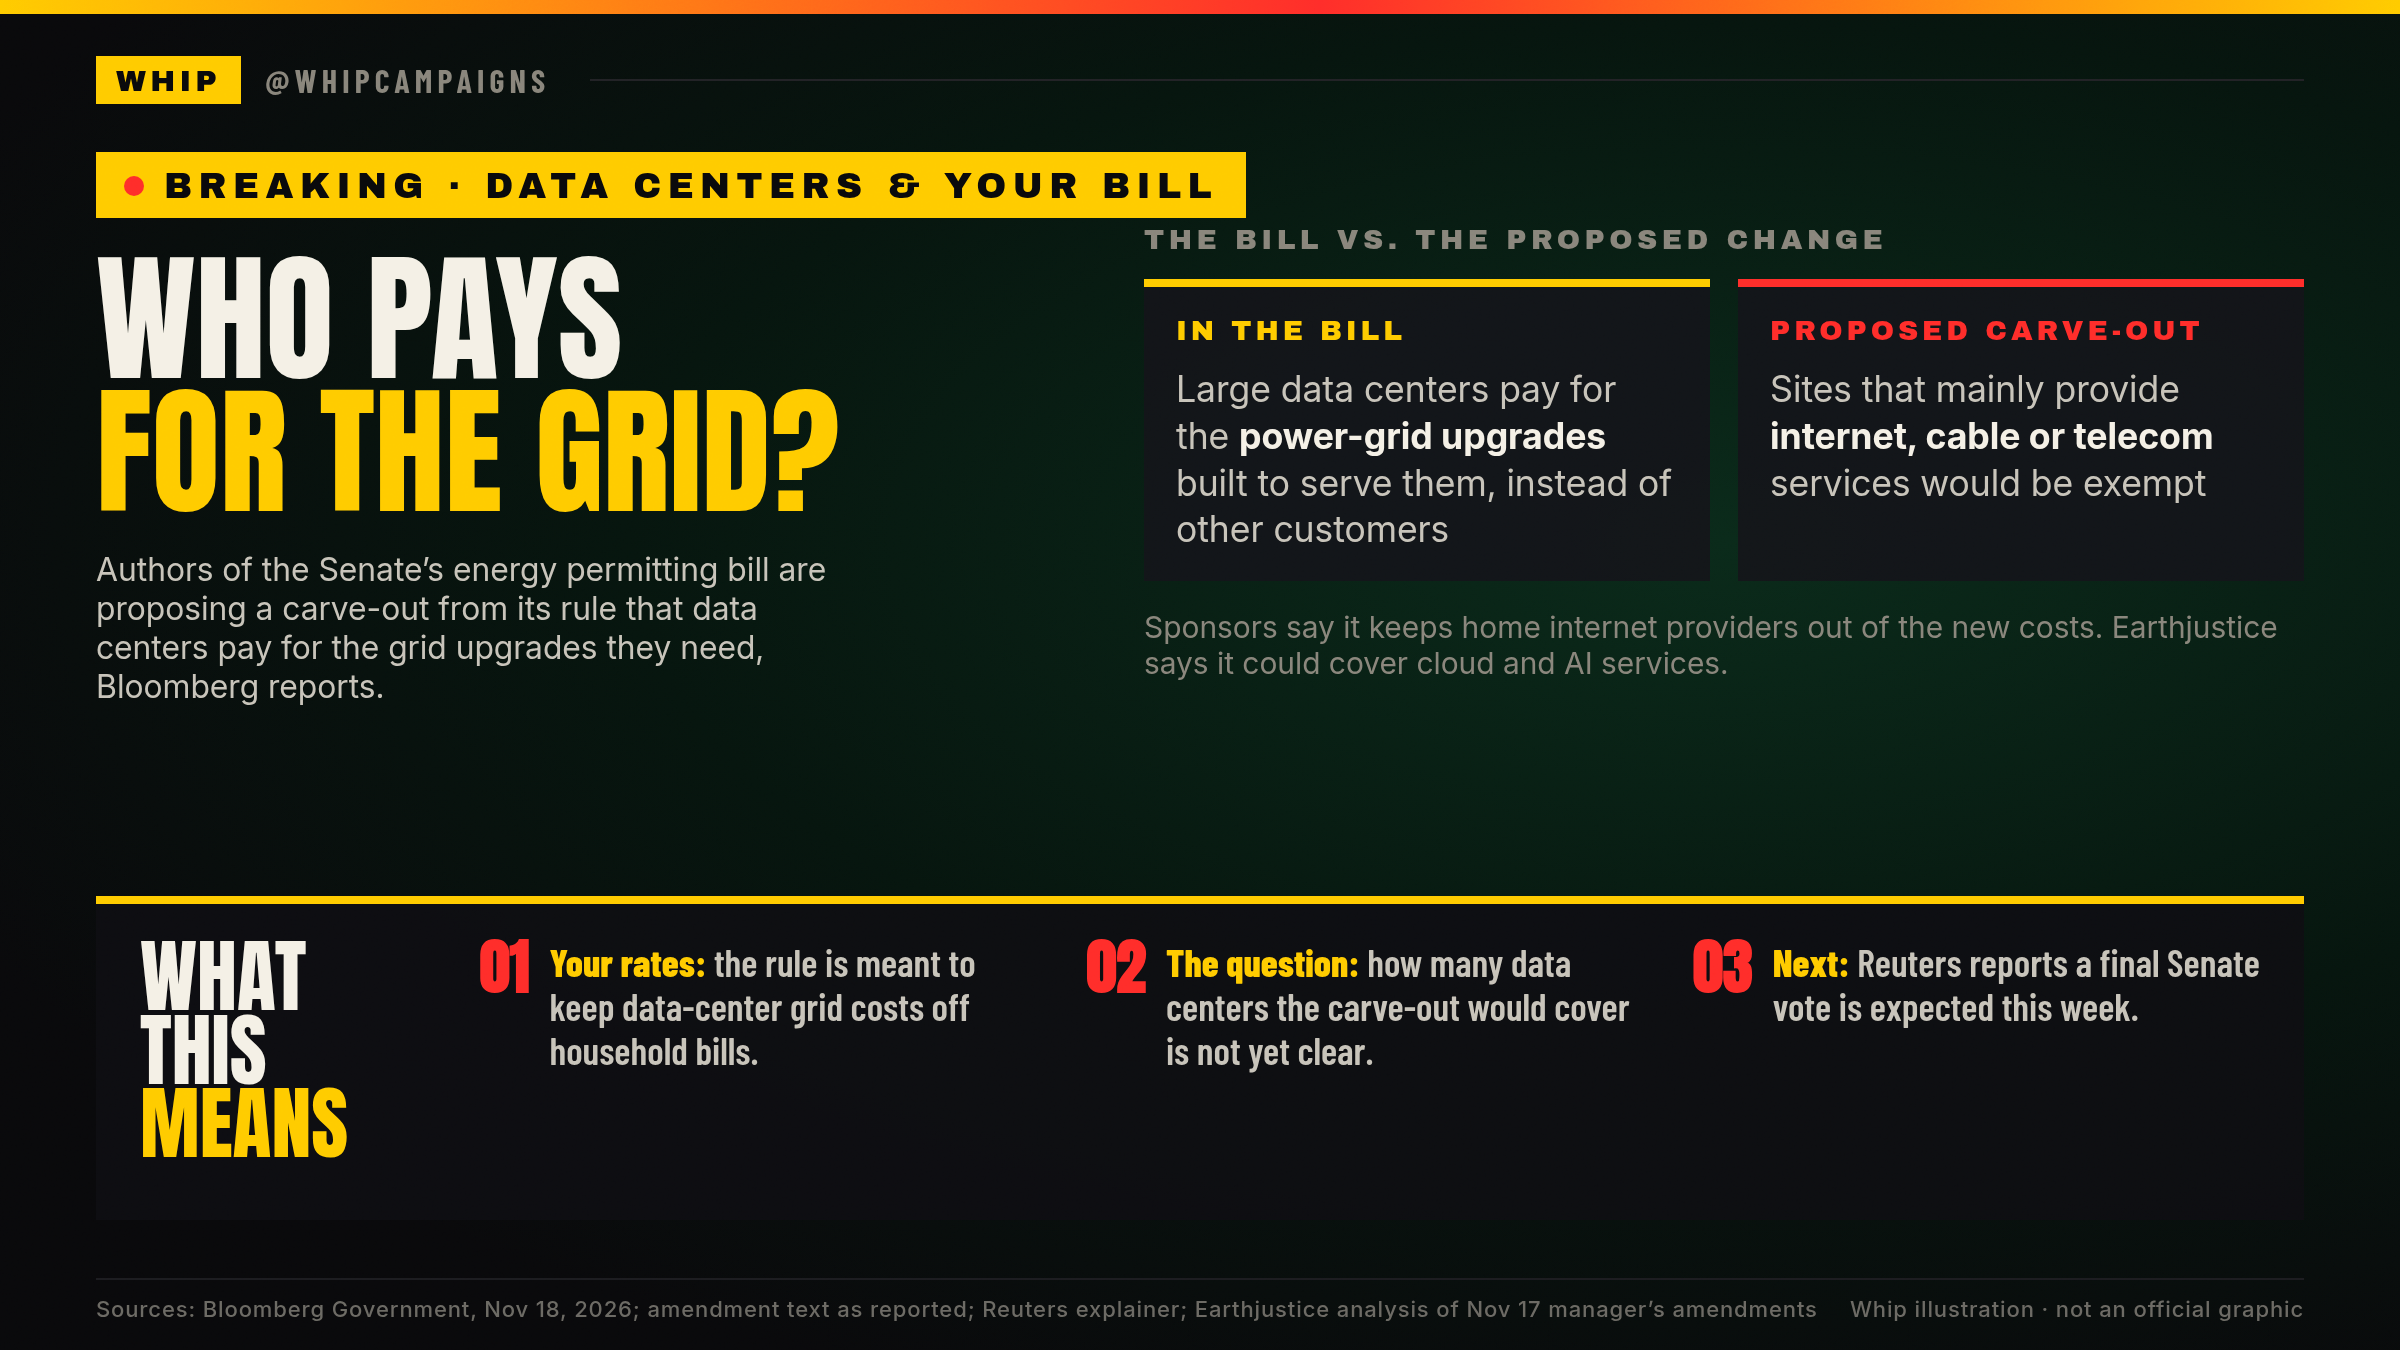 WHIP @WHIPCAMPAIGNS
BREAKING · DATA CENTERS & YOUR BILL
WHO PAYS
FOR THE GRID?
Authors of the Senate’s energy permitting bill are
proposing a carve-out from its rule that data
centers pay for the grid upgrades they need,
Bloomberg reports.
THE BILL VS. THE PROPOSED CHANGE
IN THE BILL
Large data centers pay for
the power-grid upgrades
built to serve them, instead of
other customers
PROPOSED CARVE-OUT
Sites that mainly provide
internet, cable or telecom
services would be exempt
Sponsors say it keeps home internet providers out of the new costs. Earthjustice
says it could cover cloud and AI services.
WHAT
THIS
MEANS
01 Your rates: the rule is meant to
keep data-center grid costs off
household bills.
02 The question: how many data
centers the carve-out would cover
is not yet clear.
03 Next: Reuters reports a final Senate
vote is expected this week.
Sources: Bloomberg Government, Nov 18, 2026; amendment text as reported; Reuters explainer; Earthjustice analysis of Nov 17 manager’s amendments
Whip illustration · not an official graphic